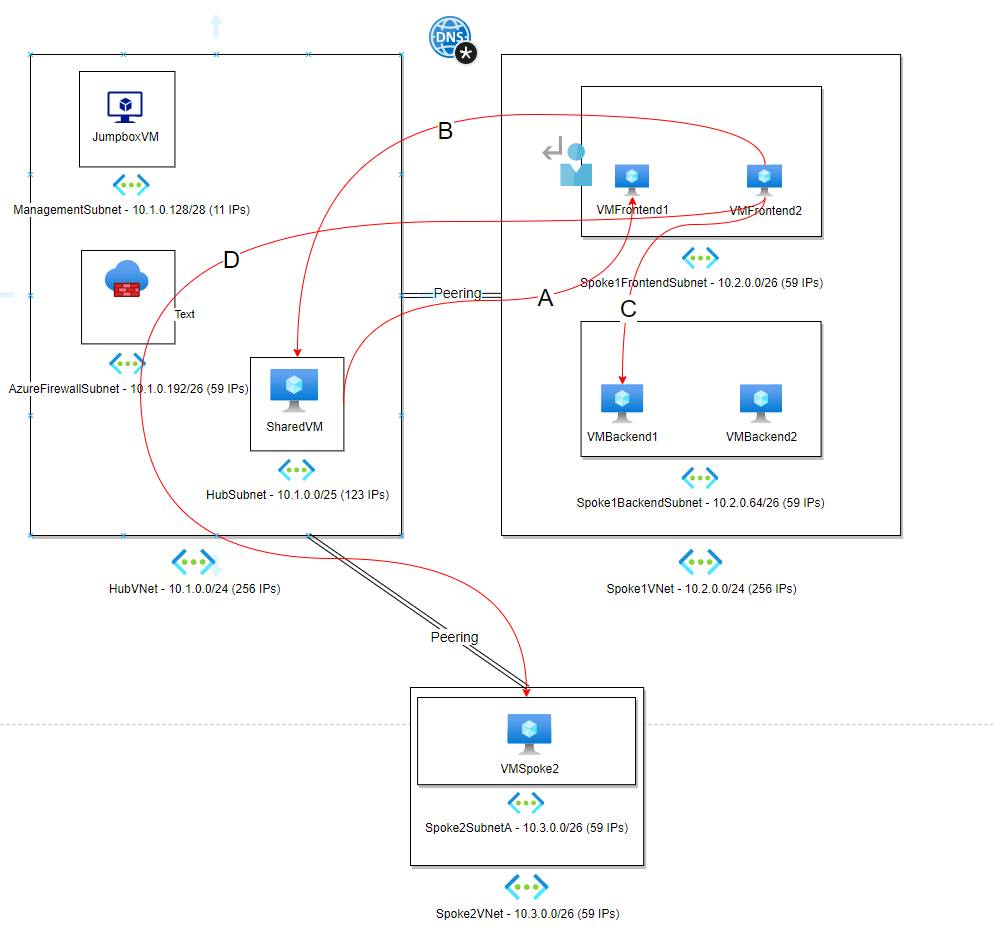 DNS
*
JumpboxVM
ManagementSubnet - 10.1.0.128/28 (11 IPs)
Text
AzureFirewallSubnet - 10.1.0.192/26 (59 IPs)
SharedVM
HubSubnet - 10.1.0.0/25 (123 IPs)
HubVNet - 10.1.0.0/24 (256 IPs)
B
D
Peering
A
C
VMFrontend1
VMFrontend2
Spoke1FrontendSubnet - 10.2.0.0/26 (59 IPs)
VMBackend1
VMBackend2
Spoke1BackendSubnet - 10.2.0.64/26 (59 IPs)
Spoke1VNet - 10.2.0.0/24 (256 IPs)
Peering
VMSpoke2
Spoke2SubnetA - 10.3.0.0/26 (59 IPs)
Spoke2VNet - 10.3.0.0/26 (59 IPs)